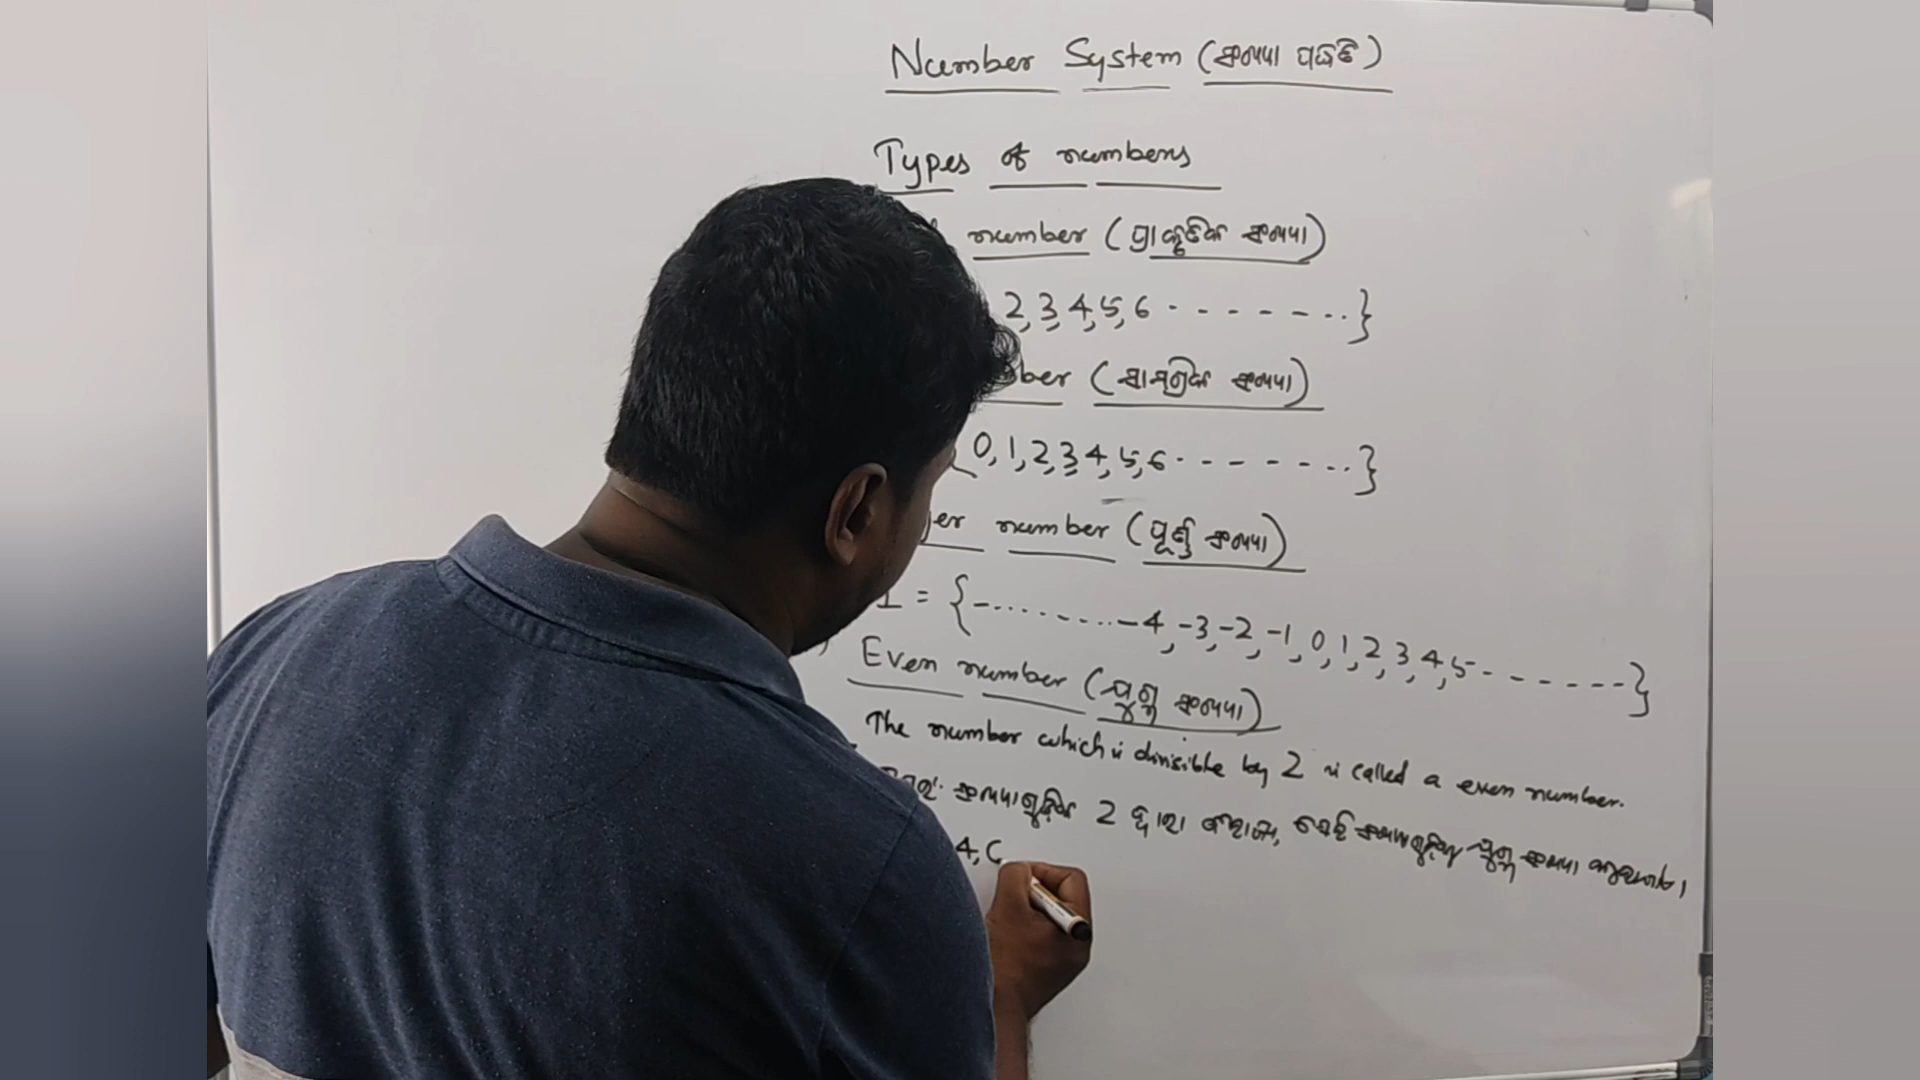 Number System (ସଂଖ୍ୟା ପଦ୍ଧତି)
Types of numbers
number (ପ୍ରାକୃତିକ ସଂଖ୍ୟା)
2, 3, 4, 5, 6 - - - - - - - }
ber (ସାମଗ୍ରିକ ସଂଖ୍ୟା)
{ 0, 1, 2, 3, 4, 5, 6 - - - - - - - }
er number (ପୂର୍ଣ୍ଣ ସଂଖ୍ୟା)
I = { - - - - - - - - 4, -3, -2, -1, 0, 1, 2, 3, 4, 5 - - - - - - - }
Even number (ଯୁଗ୍ମ ସଂଖ୍ୟା)
The number which is divisible by 2 is called a even number.
ସଂଖ୍ୟାଗୁଡ଼ିକ 2 ଦ୍ୱାରା ସେହି ସଂଖ୍ୟାଗୁଡ଼ିକୁ ଯୁଗ୍ମ ସଂଖ୍ୟା
4,